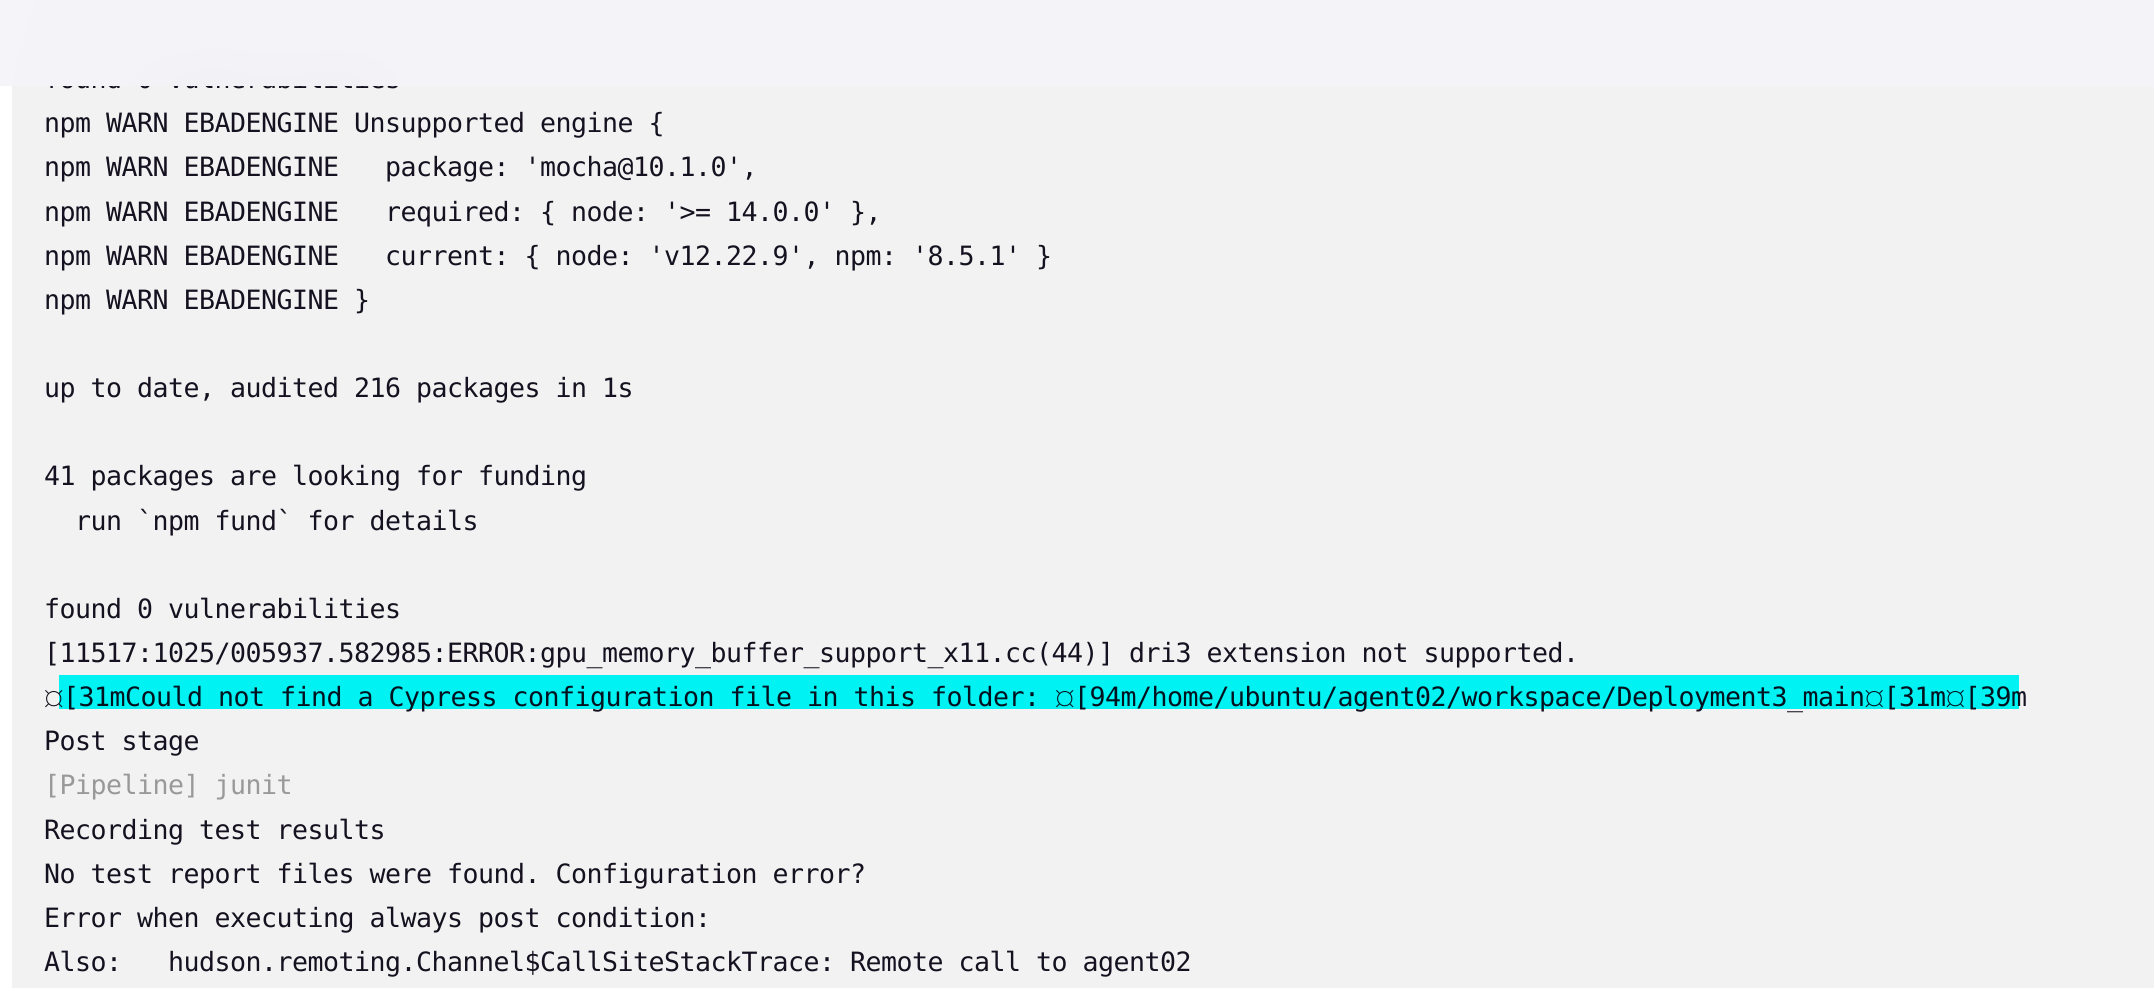 found 0 vulnerabilities
npm WARN EBADENGINE Unsupported engine {
npm WARN EBADENGINE   package: 'mocha@10.1.0',
npm WARN EBADENGINE   required: { node: '>= 14.0.0' },
npm WARN EBADENGINE   current: { node: 'v12.22.9', npm: '8.5.1' }
npm WARN EBADENGINE }
up to date, audited 216 packages in 1s
41 packages are looking for funding
  run `npm fund` for details
found 0 vulnerabilities
[11517:1025/005937.582985:ERROR:gpu_memory_buffer_support_x11.cc(44)] dri3 extension not supported.
¤[31mCould not find a Cypress configuration file in this folder: ¤[94m/home/ubuntu/agent02/workspace/Deployment3_main¤[31m¤[39m
Post stage
[Pipeline] junit
Recording test results
No test report files were found. Configuration error?
Error when executing always post condition:
Also:   hudson.remoting.Channel$CallSiteStackTrace: Remote call to agent02